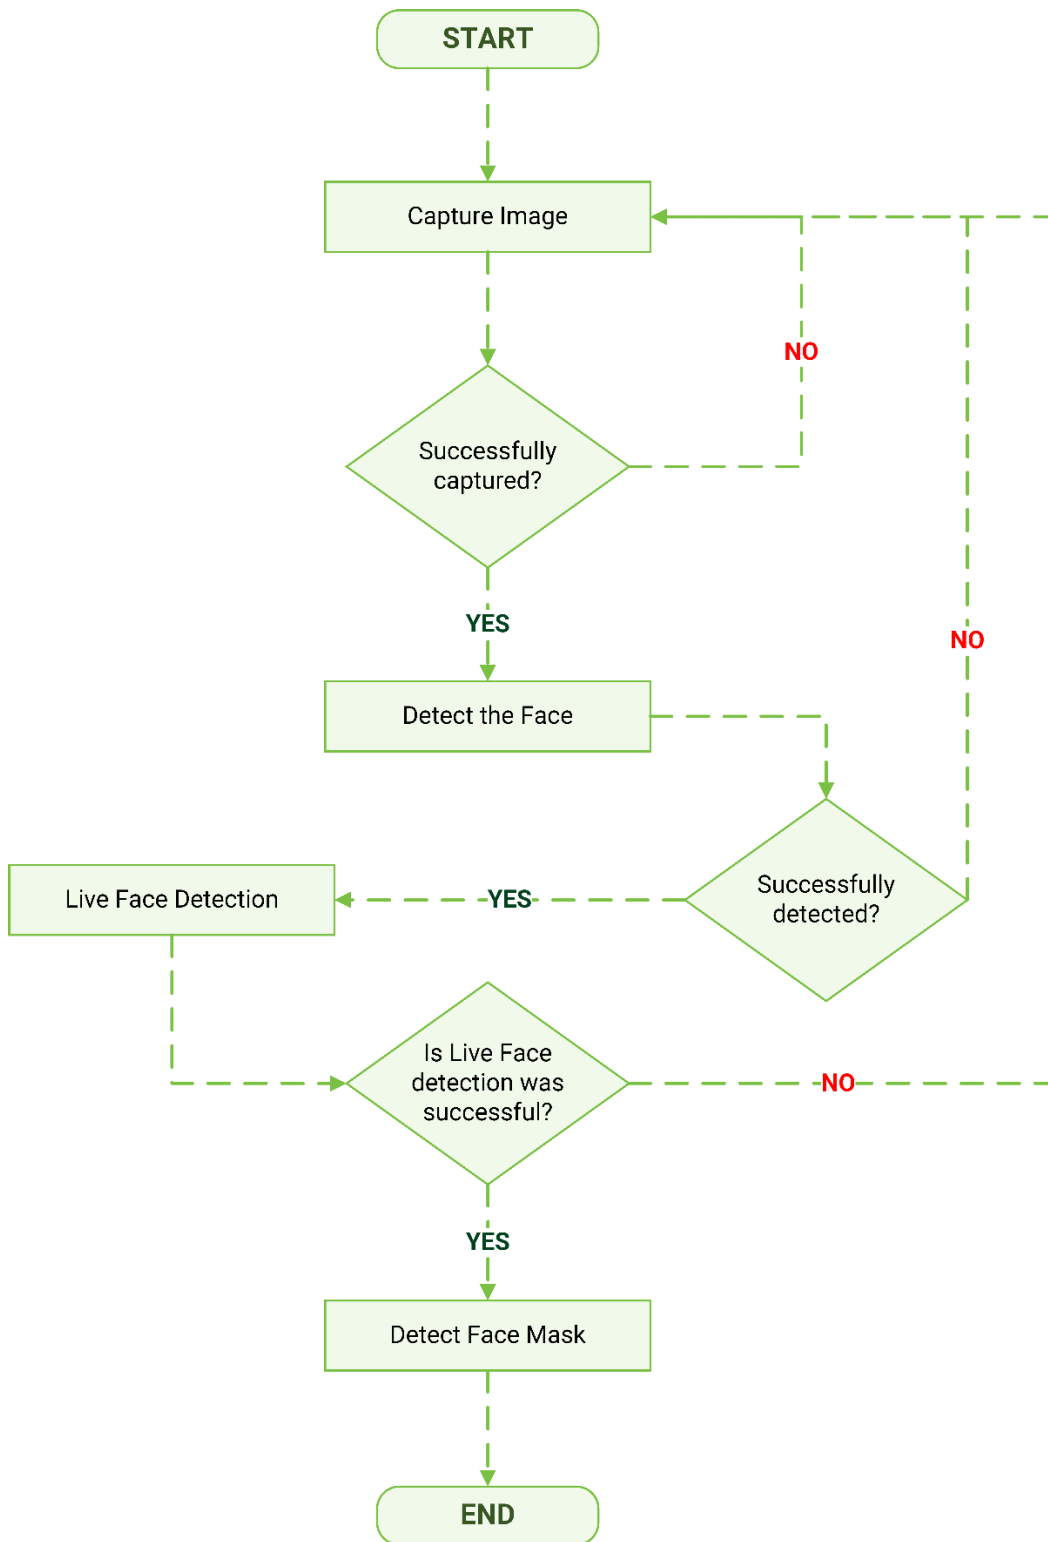 START
Capture Image
NO
Successfully
captured?
YES
NO
Detect the Face
Successfully
detected?
YES
Live Face Detection
Is Live Face
detection was
successful?
NO
YES
Detect Face Mask
END